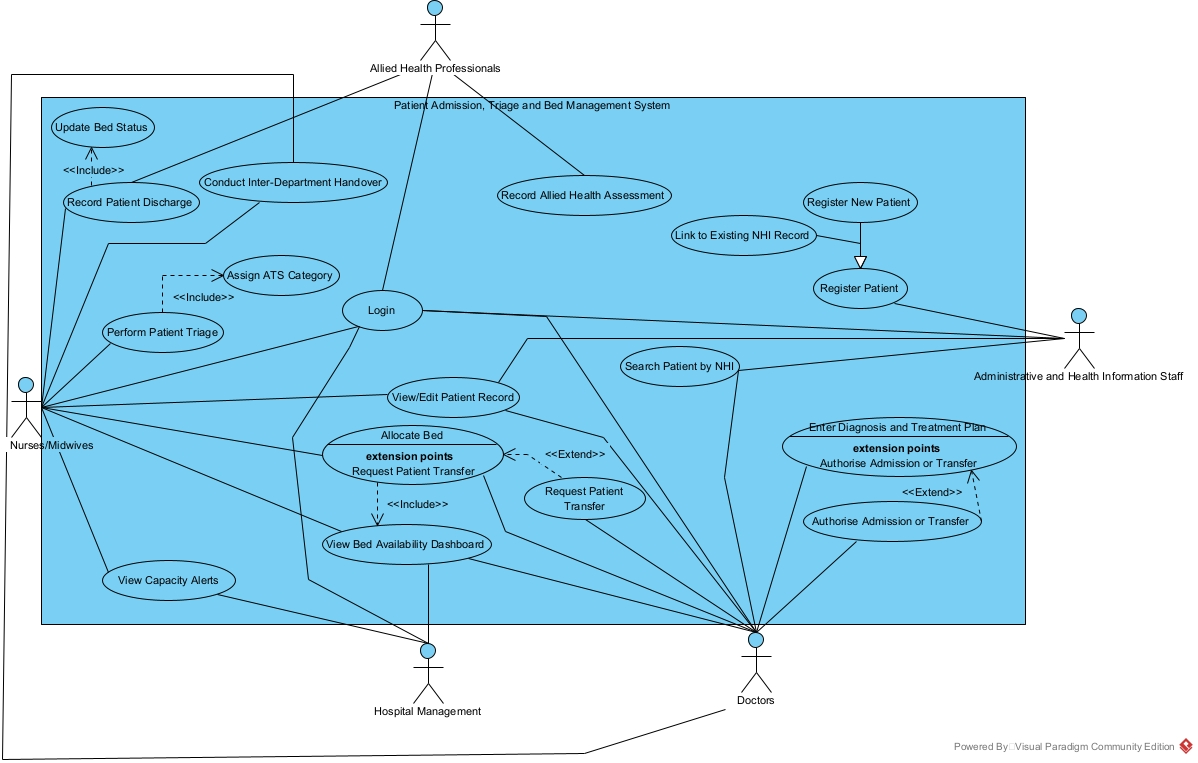 Allied Health Professionals
Patient Admission, Triage and Bed Management System
Update Bed Status
<<Include>>
Record Patient Discharge
Conduct Inter-Department Handover
Record Allied Health Assessment
Register New Patient
Link to Existing NHI Record
Register Patient
Assign ATS Category
<<Include>>
Perform Patient Triage
Login
Search Patient by NHI
Administrative and Health Information Staff
View/Edit Patient Record
Nurses/Midwives
Allocate Bed
extension points
Request Patient Transfer
<<Extend>>
Enter Diagnosis and Treatment Plan
extension points
Authorise Admission or Transfer
<<Extend>>
Request Patient
Transfer
<<Include>>
Authorise Admission or Transfer
View Bed Availability Dashboard
View Capacity Alerts
Hospital Management
Doctors
Powered By Visual Paradigm Community Edition